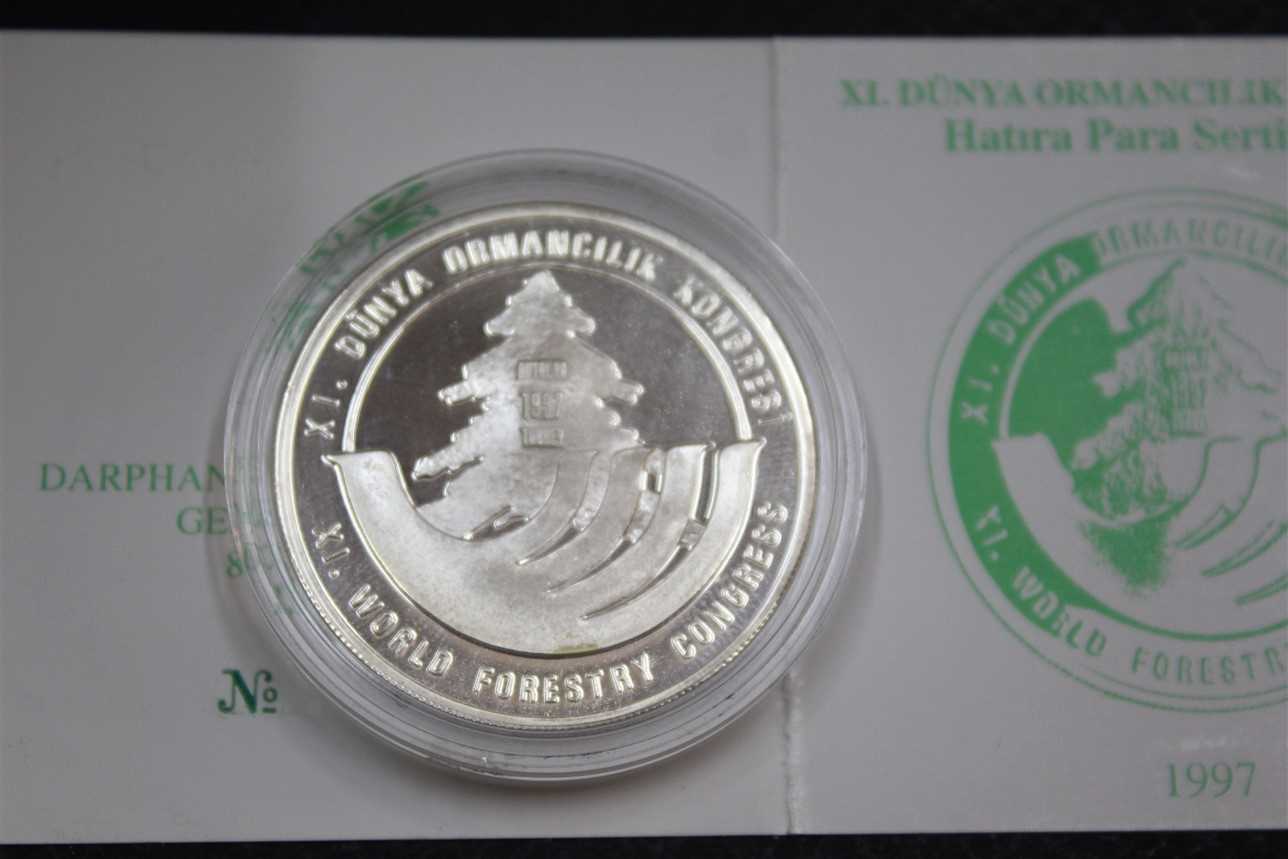 XI. DÜNYA ORMANCILIK
Hatıra Para Serti
XI. DÜNYA ORMANCILIK KONGRESİ
1997
XI. WORLD FORESTRY CONGRESS
DARPHAN
GE
№
XI. DÜNYA ORMANCILI
XI. WORLD FORESTR
1997